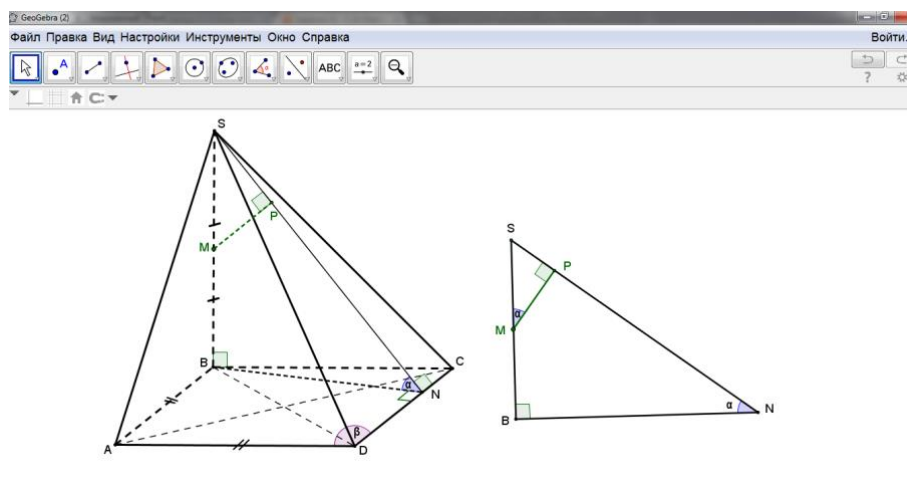 GeoGebra (2)
Файл Правка Вид Настройки Инструменты Окно Справка
Войти.
ABC
a = 2
?
S
P
M
B
C
α
N
A
β
D
S
P
α
M
B
α
N